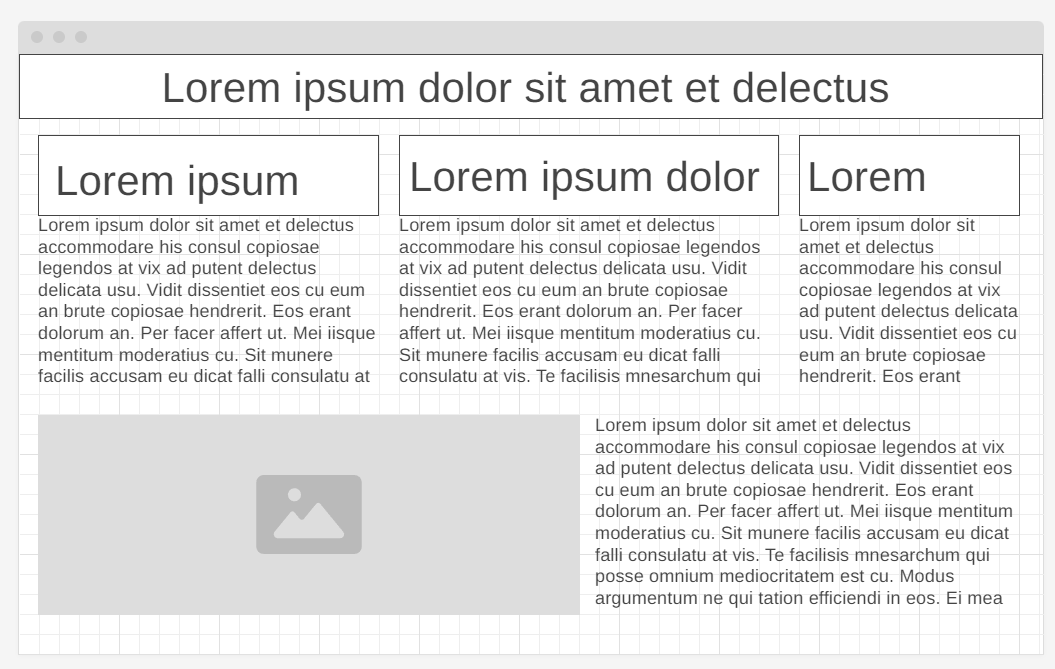 Lorem ipsum dolor sit amet et delectus
Lorem ipsum
Lorem ipsum dolor sit amet et delectus
accommodare his consul copiosae
legendos at vix ad putent delectus
delicata usu. Vidit dissentiet eos cu eum
an brute copiosae hendrerit. Eos erant
dolorum an. Per facer affert ut. Mei iisque
mentitum moderatius cu. Sit munere
facilis accusam eu dicat falli consulatu at
Lorem ipsum dolor
Lorem ipsum dolor sit amet et delectus
accommodare his consul copiosae legendos
at vix ad putent delectus delicata usu. Vidit
dissentiet eos cu eum an brute copiosae
hendrerit. Eos erant dolorum an. Per facer
affert ut. Mei iisque mentitum moderatius cu.
Sit munere facilis accusam eu dicat falli
consulatu at vis. Te facilisis mnesarchum qui
Lorem
Lorem ipsum dolor sit
amet et delectus
accommodare his consul
copiosae legendos at vix
ad putent delectus delicata
usu. Vidit dissentiet eos cu
eum an brute copiosae
hendrerit. Eos erant
Lorem ipsum dolor sit amet et delectus
accommodare his consul copiosae legendos at vix
ad putent delectus delicata usu. Vidit dissentiet eos
cu eum an brute copiosae hendrerit. Eos erant
dolorum an. Per facer affert ut. Mei iisque mentitum
moderatius cu. Sit munere facilis accusam eu dicat
falli consulatu at vis. Te facilisis mnesarchum qui
posse omnium mediocritatem est cu. Modus
argumentum ne qui tation efficiendi in eos. Ei mea